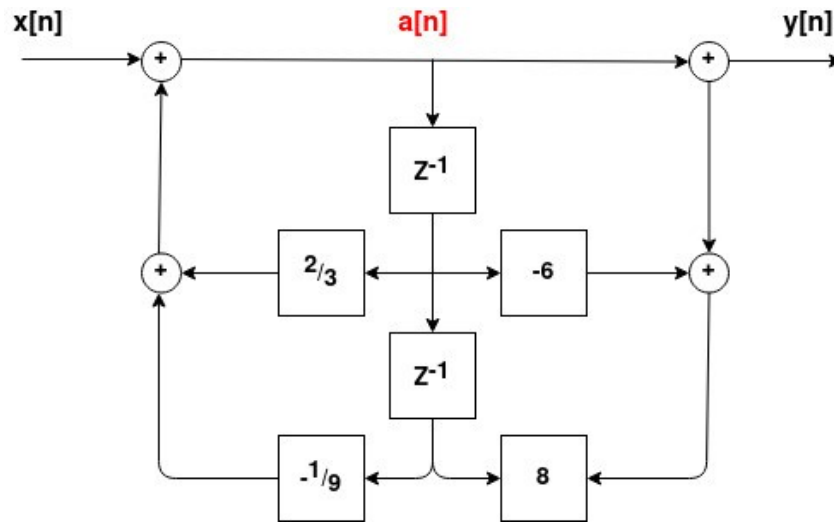 x[n] a[n] y[n]
+ +
Z-1
+ 2/3 -6 +
Z-1
-1/9 8